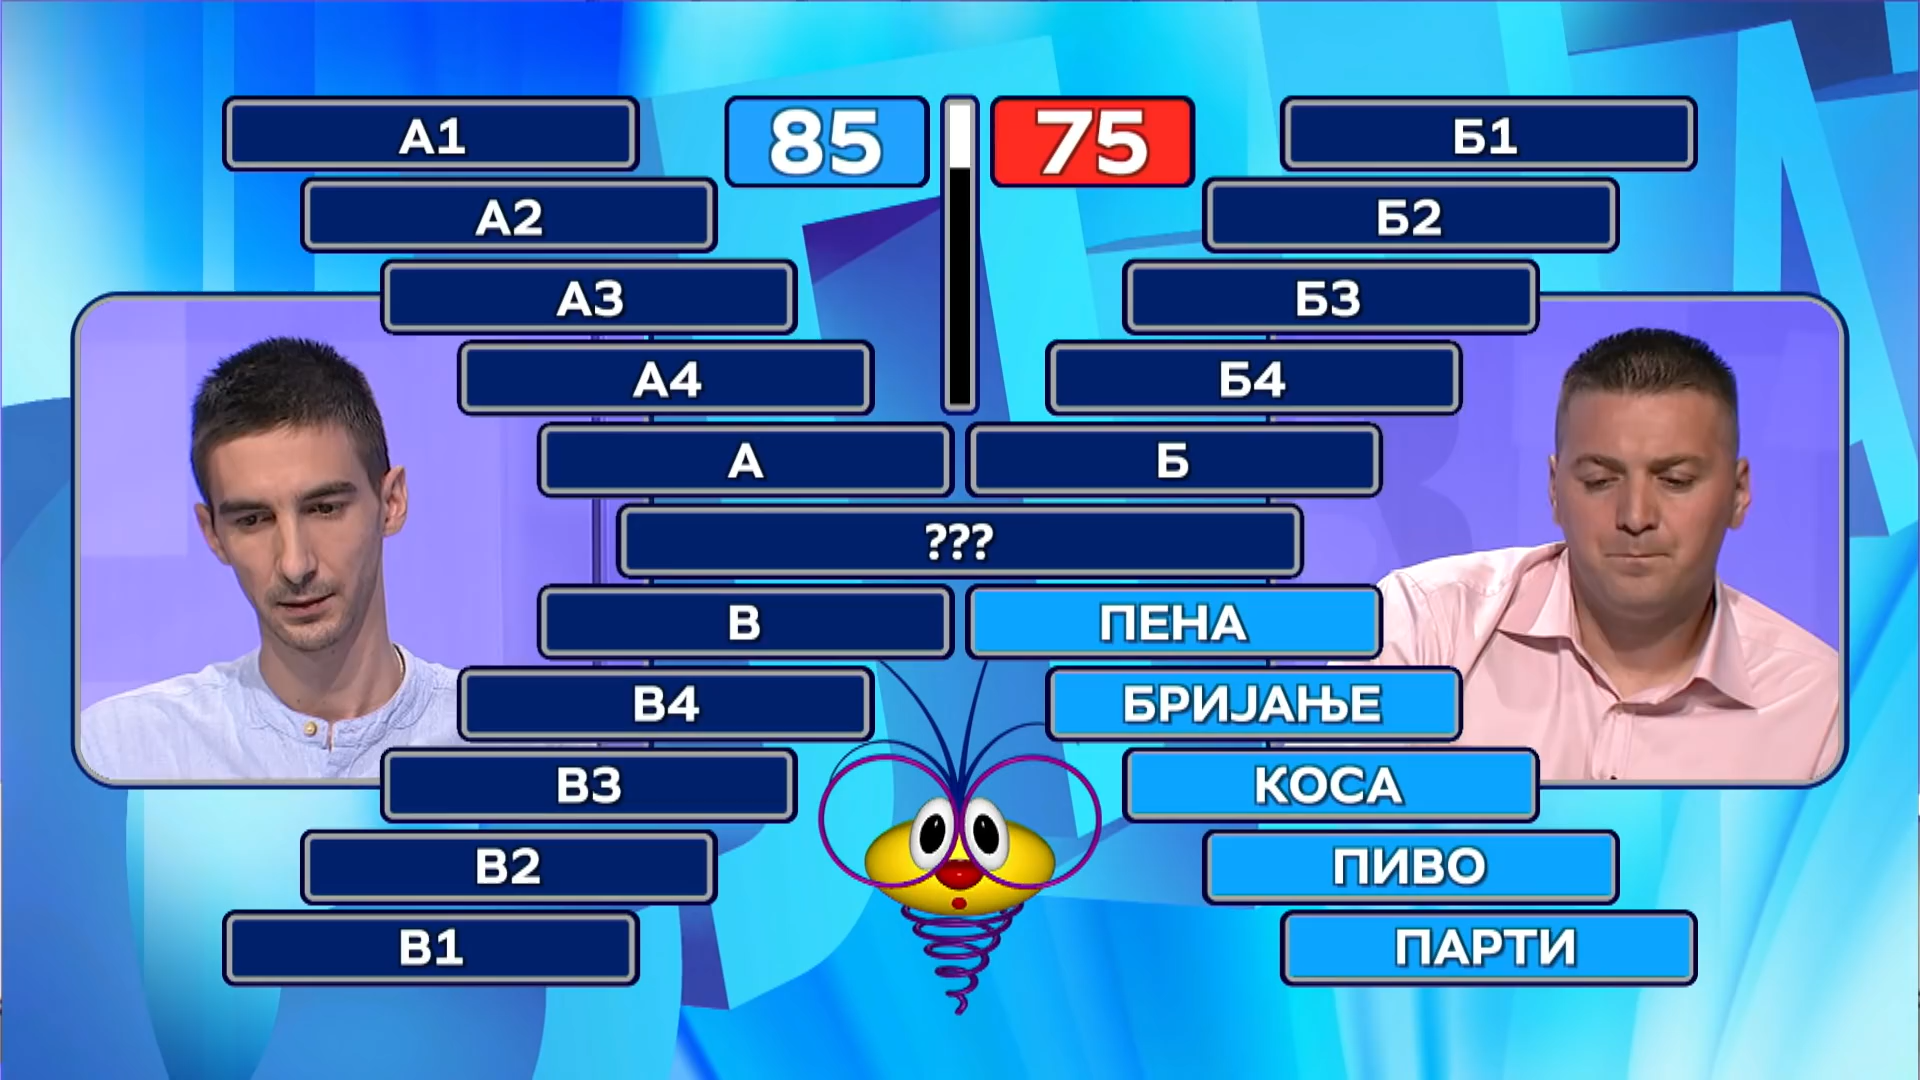 А1
85
75
Б1
А2
Б2
А3
Б3
А4
Б4
А
Б
???
В
ПЕНА
В4
БРИЈАЊЕ
В3
КОСА
В2
ПИВО
В1
ПАРТИ